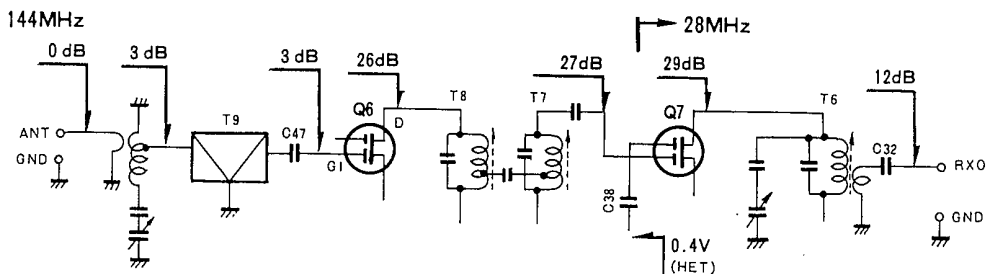 144MHz
28MHz
0 dB
3 dB
3 dB
26dB
27dB
29dB
12dB
T9
C47
Q6
D
G1
T8
T7
Q7
T6
C32
ANT
GND
RXO
GND
C38
0.4V
(HET)